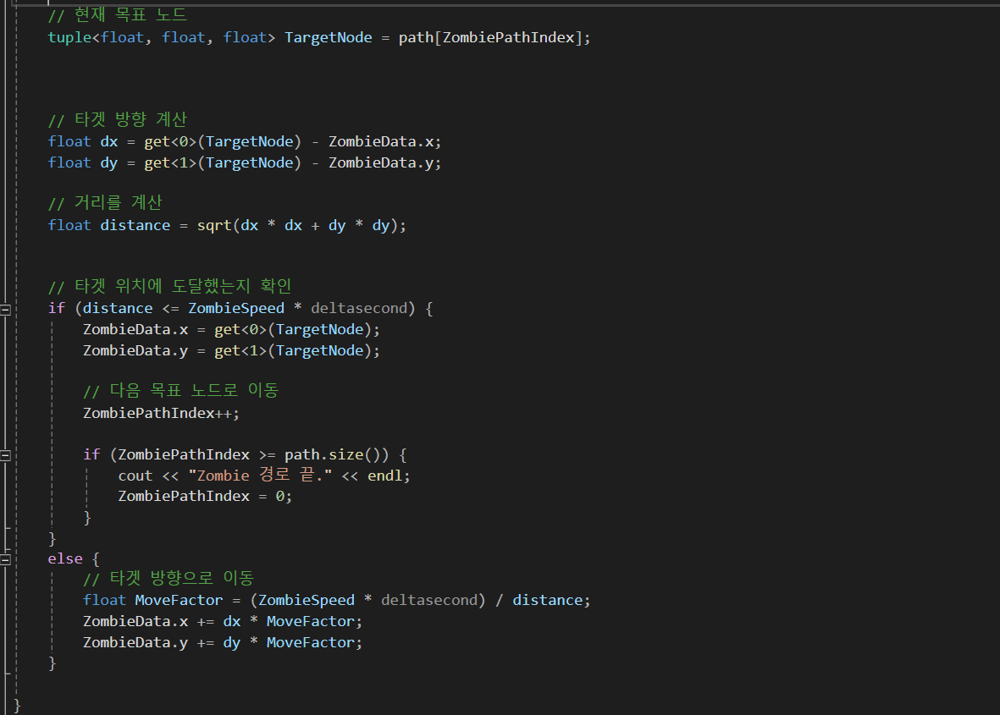 // 현재 목표 노드
tuple<float, float, float> TargetNode = path[ZombiePathIndex];
// 타겟 방향 계산
float dx = get<0>(TargetNode) - ZombieData.x;
float dy = get<1>(TargetNode) - ZombieData.y;
// 거리를 계산
float distance = sqrt(dx * dx + dy * dy);
// 타겟 위치에 도달했는지 확인
if (distance <= ZombieSpeed * deltasecond) {
ZombieData.x = get<0>(TargetNode);
ZombieData.y = get<1>(TargetNode);
// 다음 목표 노드로 이동
ZombiePathIndex++;
if (ZombiePathIndex >= path.size()) {
cout << "Zombie 경로 끝." << endl;
ZombiePathIndex = 0;
}
}
else {
// 타겟 방향으로 이동
float MoveFactor = (ZombieSpeed * deltasecond) / distance;
ZombieData.x += dx * MoveFactor;
ZombieData.y += dy * MoveFactor;
}
}